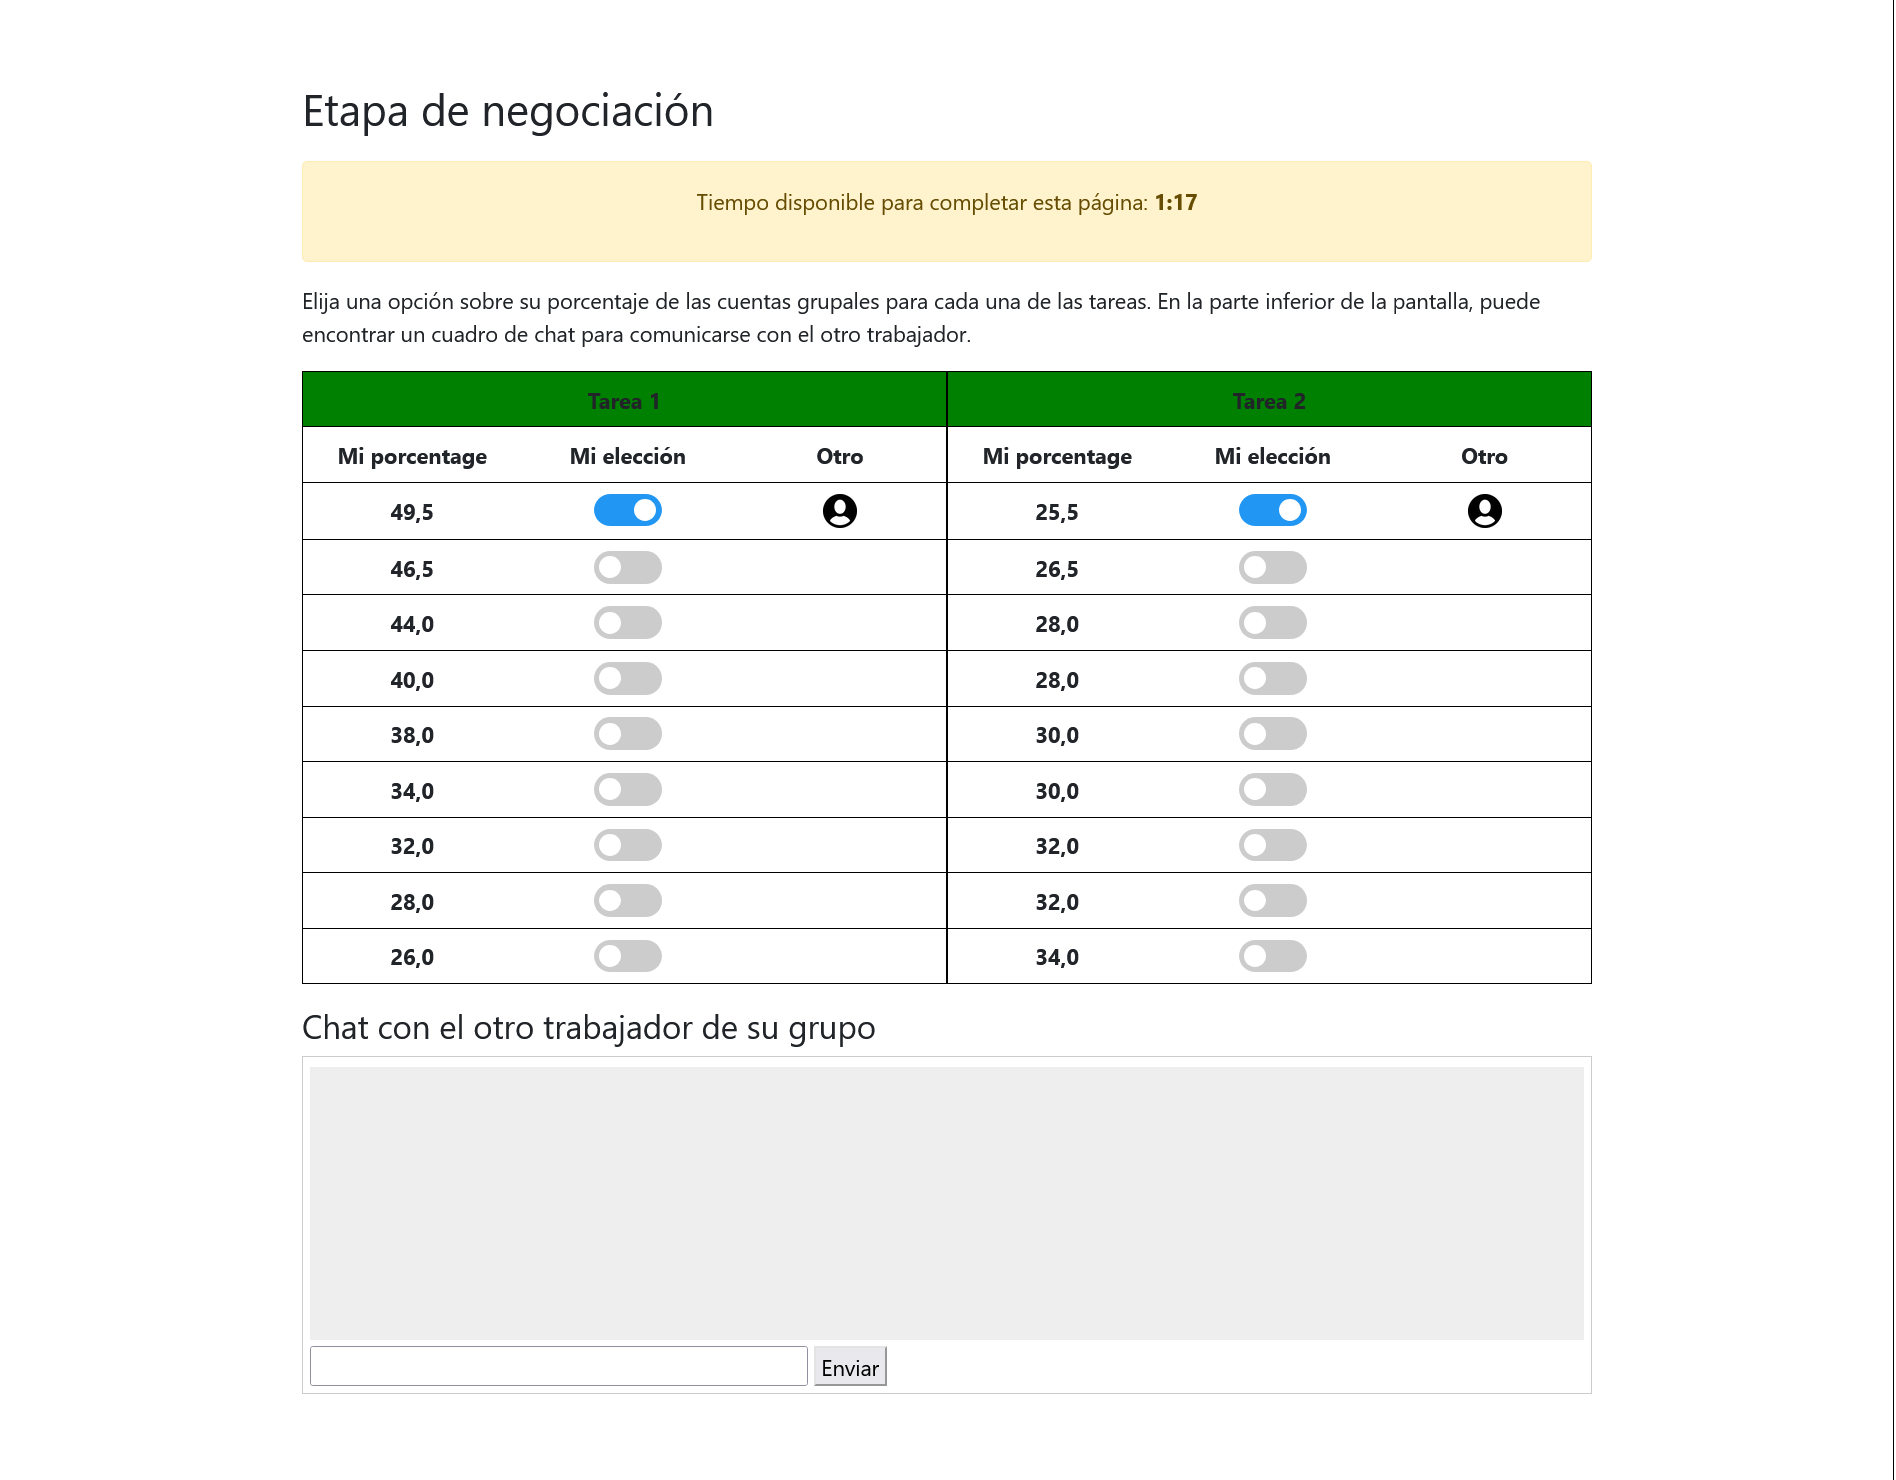 Etapa de negociación
Tiempo disponible para completar esta página: 1:17
Elija una opción sobre su porcentaje de las cuentas grupales para cada una de las tareas. En la parte inferior de la pantalla, puede
encontrar un cuadro de chat para comunicarse con el otro trabajador.
Tarea 1 Tarea 2
Mi porcentage Mi elección Otro Mi porcentage Mi elección Otro
49,5 25,5
46,5 26,5
44,0 28,0
40,0 28,0
38,0 30,0
34,0 30,0
32,0 32,0
28,0 32,0
26,0 34,0
Chat con el otro trabajador de su grupo
Enviar